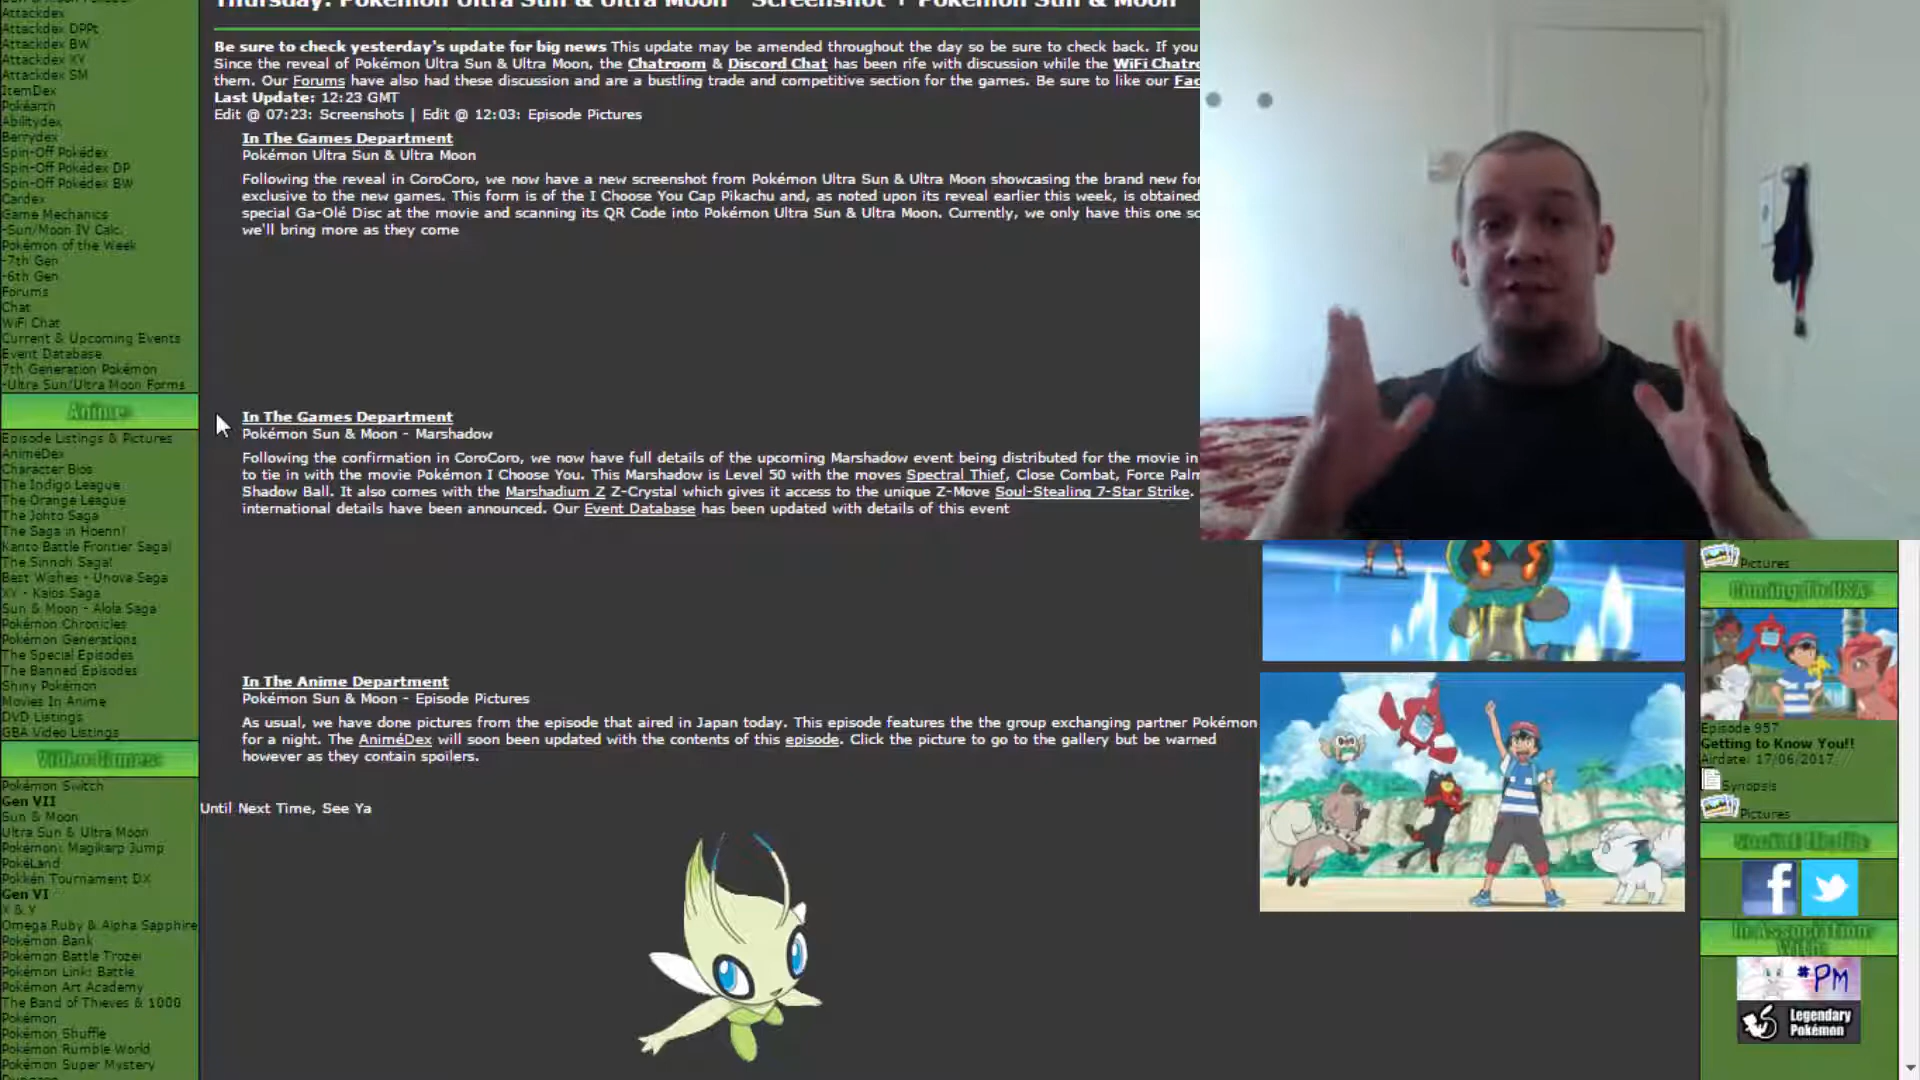 Attackdex
Attackdex DPPt
Attackdex BW
Attackdex XY
Attackdex SM
ItemDex
Pokéarth
Abilitydex
Berrydex
Spin-Off Pokédex
Spin-Off Pokédex DP
Spin-Off Pokédex BW
Cardex
Game Mechanics
-Sun/Moon IV Calc.
Pokémon of the Week
-7th Gen
-6th Gen
Forums
Chat
WiFi Chat
Current & Upcoming Events
Event Database
7th Generation Pokémon
-Ultra Sun/Ultra Moon Forms
Anime
Episode Listings & Pictures
AnimeDex
Character Bios
The Indigo League
The Orange League
The Johto Saga
The Saga in Hoenn!
Kanto Battle Frontier Saga!
The Sinnoh Saga!
Best Wishes - Unova Saga
XY - Kalos Saga
Sun & Moon - Alola Saga
Pokémon Chronicles
Pokémon Generations
The Special Episodes
The Banned Episodes
Shiny Pokémon
Movies In Anime
DVD Listings
GBA Video Listings
Video Games
Pokémon Switch
Gen VII
Sun & Moon
Ultra Sun & Ultra Moon
Pokémon: Magikarp Jump
PokéLand
Pokkén Tournament DX
Gen VI
X & Y
Omega Ruby & Alpha Sapphire
Pokémon Bank
Pokémon Battle Trozei
Pokémon Link: Battle
Pokémon Art Academy
The Band of Thieves & 1000
Pokémon
Pokémon Shuffle
Pokémon Rumble World
Pokémon Super Mystery
Thursday: Pokémon Ultra Sun & Ultra Moon - Screenshot + Pokémon Sun & Moon
Be sure to check yesterday's update for big news This update may be amended throughout the day so be sure to check back. If you
Since the reveal of Pokémon Ultra Sun & Ultra Moon, the Chatroom & Discord Chat has been rife with discussion while the WiFi Chatro
them. Our Forums have also had these discussion and are a bustling trade and competitive section for the games. Be sure to like our Fac
Last Update: 12:23 GMT
Edit @ 07:23: Screenshots | Edit @ 12:03: Episode Pictures
In The Games Department
Pokémon Ultra Sun & Ultra Moon
Following the reveal in CoroCoro, we now have a new screenshot from Pokémon Ultra Sun & Ultra Moon showcasing the brand new for
exclusive to the new games. This form is of the I Choose You Cap Pikachu and, as noted upon its reveal earlier this week, is obtained
special Ga-Olé Disc at the movie and scanning its QR Code into Pokémon Ultra Sun & Ultra Moon. Currently, we only have this one sc
we'll bring more as they come
In The Games Department
Pokémon Sun & Moon - Marshadow
Following the confirmation in CoroCoro, we now have full details of the upcoming Marshadow event being distributed for the movie in
to tie in with the movie Pokémon I Choose You. This Marshadow is Level 50 with the moves Spectral Thief, Close Combat, Force Palm
Shadow Ball. It also comes with the Marshadium Z Z-Crystal which gives it access to the unique Z-Move Soul-Stealing 7-Star Strike.
international details have been announced. Our Event Database has been updated with details of this event
In The Anime Department
Pokémon Sun & Moon - Episode Pictures
As usual, we have done pictures from the episode that aired in Japan today. This episode features the the group exchanging partner Pokémon
for a night. The AniméDex will soon been updated with the contents of this episode. Click the picture to go to the gallery but be warned
however as they contain spoilers.
Until Next Time, See Ya
Pictures
Coming To USA
Episode 957
Getting to Know You!!
Airdate: 17/06/2017
Synopsis
Pictures
Social Media
In Association
With
#PM
Legendary
Pokémon